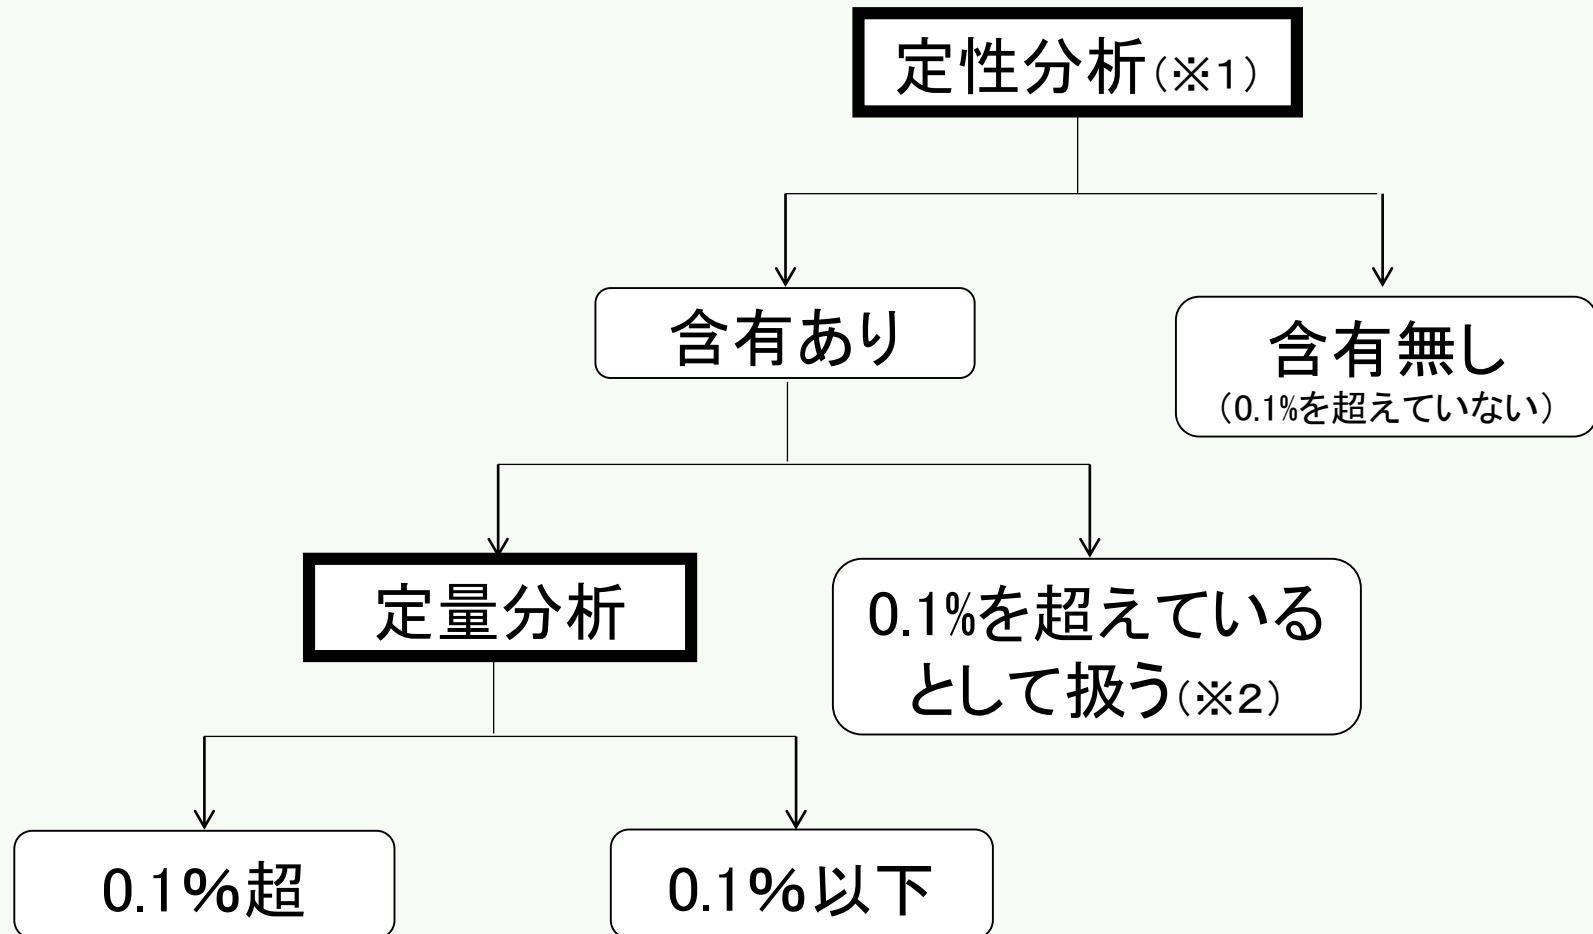 定性分析(※1)
含有あり
含有無し
(0.1%を超えていない)
定量分析
0.1%を超えている
として扱う(※2)
0.1%超
0.1%以下